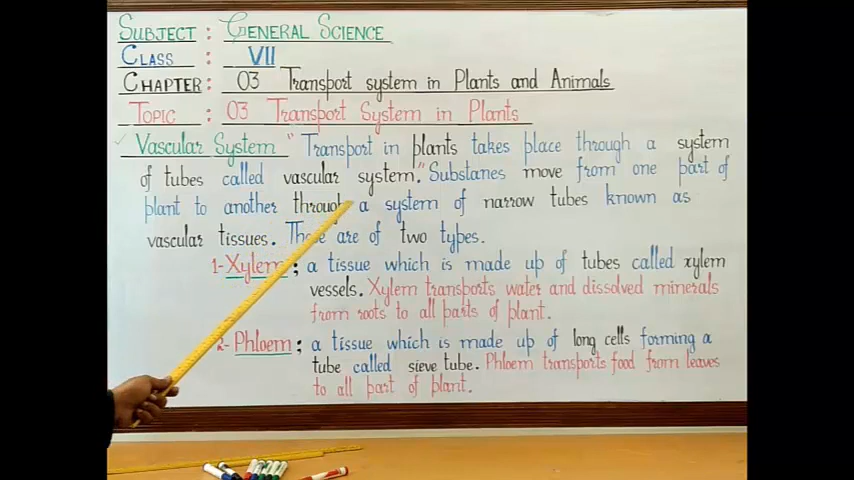 Subject : General Science
Class : VII
Chapter : 03 Transport system in Plants and Animals
Topic : 03 Transport System in Plants
Vascular System " Transport in plants takes place through a system
of tubes called vascular system." Substanes move from one part of
plant to another through a system of narrow tubes known as
vascular tissues. are of two types.
1- Xylem ; a tissue which is made up of tubes called xylem
vessels. Xylem transports water and dissolved minerals
from roots to all parts of plant.
2- Phloem ; a tissue which is made up of long cells forming a
tube called sieve tube. Phloem transports food from leaves
to all part of plant.